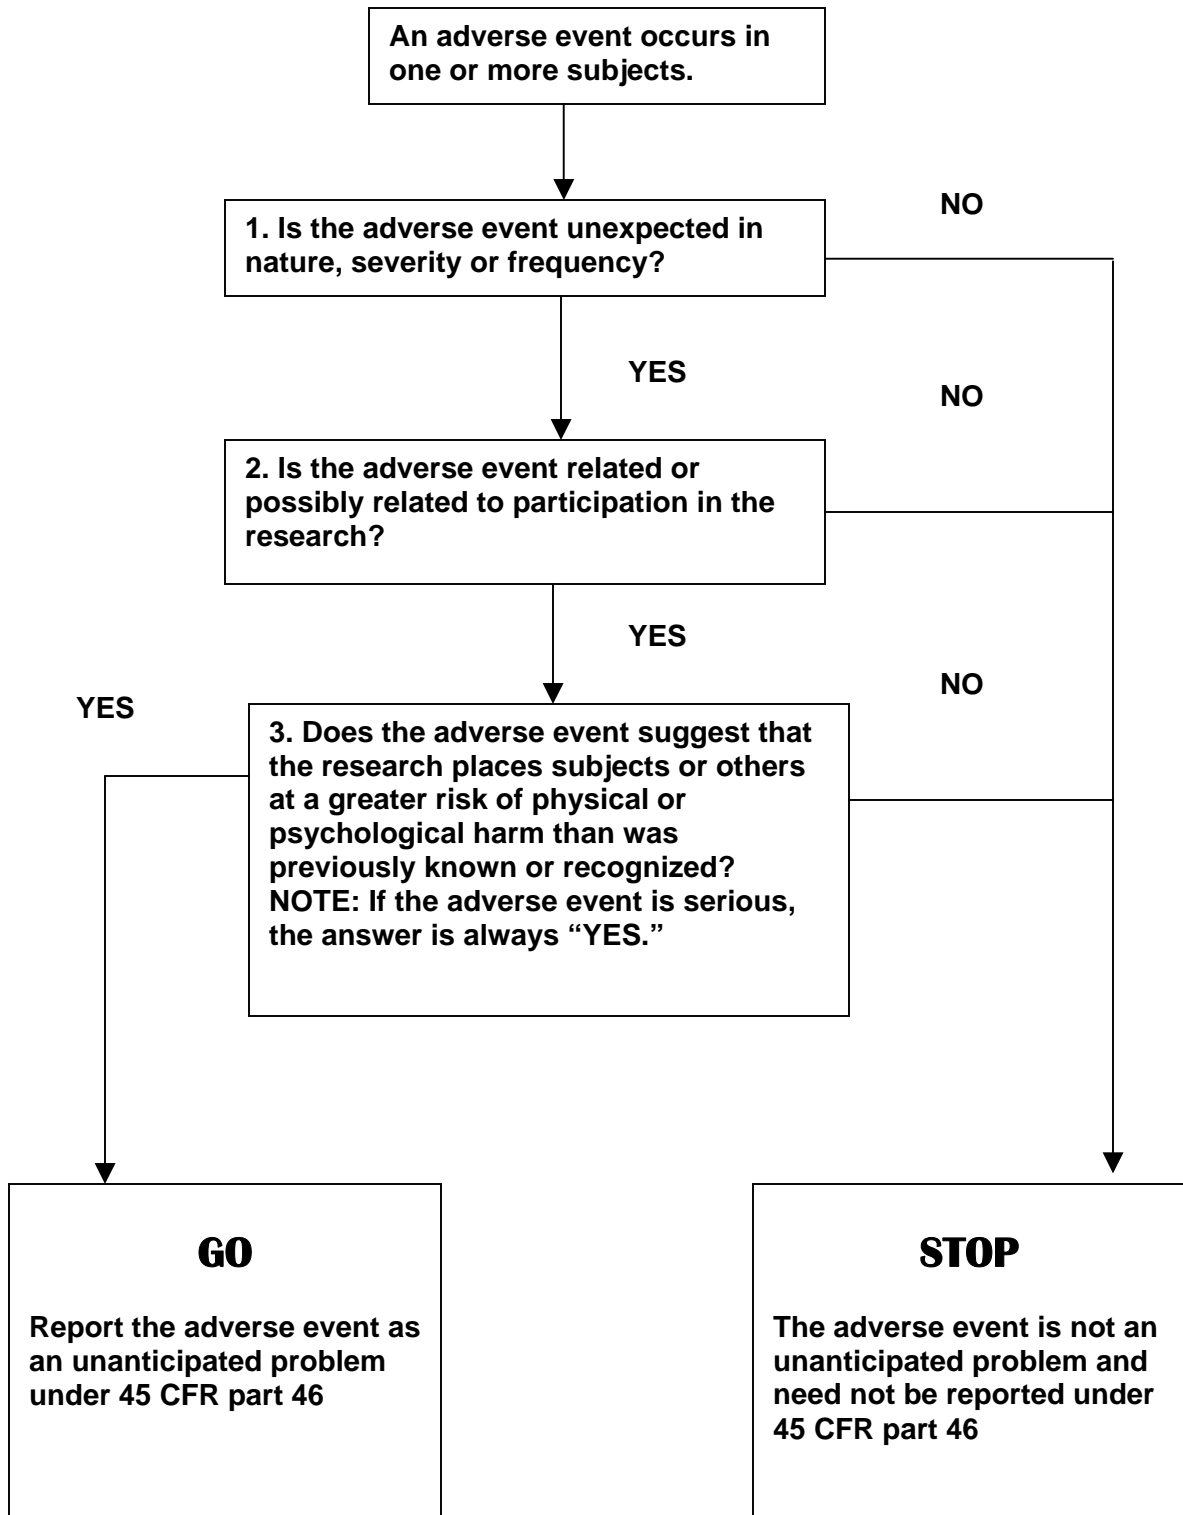 An adverse event occurs in
one or more subjects.
NO
1. Is the adverse event unexpected in
nature, severity or frequency?
YES
NO
2. Is the adverse event related or
possibly related to participation in the
research?
YES
NO
YES
3. Does the adverse event suggest that
the research places subjects or others
at a greater risk of physical or
psychological harm than was
previously known or recognized?
NOTE: If the adverse event is serious,
the answer is always “YES.”
GO
Report the adverse event as
an unanticipated problem
under 45 CFR part 46
STOP
The adverse event is not an
unanticipated problem and
need not be reported under
45 CFR part 46